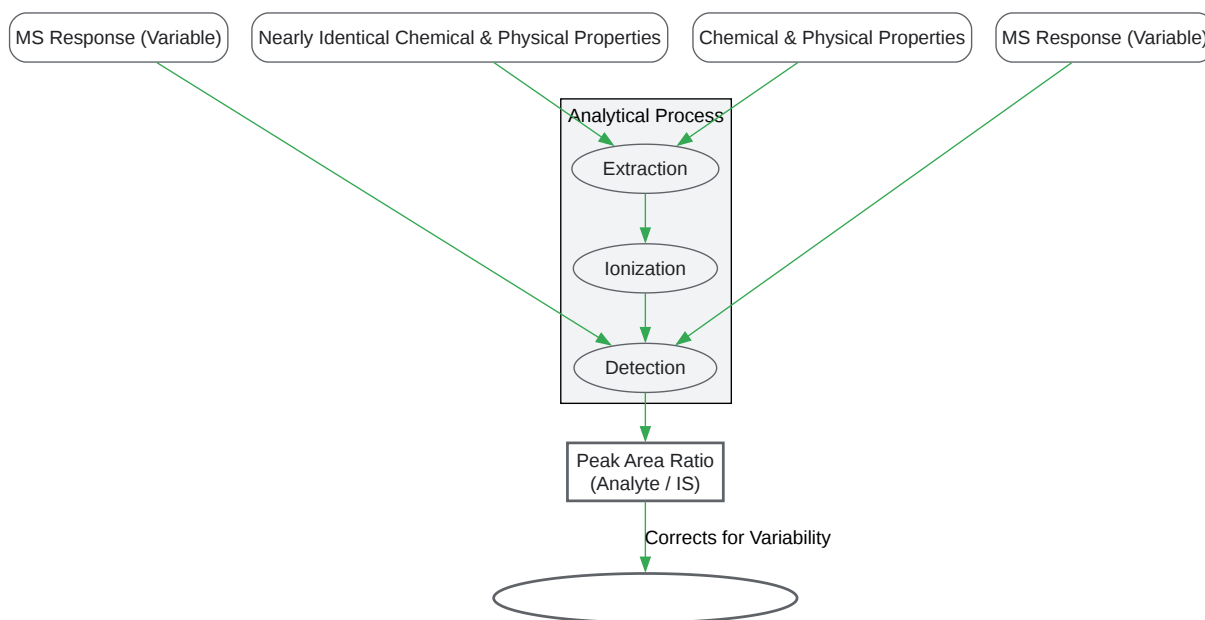 MS Response (Variable)
Nearly Identical Chemical & Physical Properties
Chemical & Physical Properties
MS Response (Variable)
Analytical Process
Extraction
Ionization
Detection
Peak Area Ratio
(Analyte / IS)
Corrects for Variability